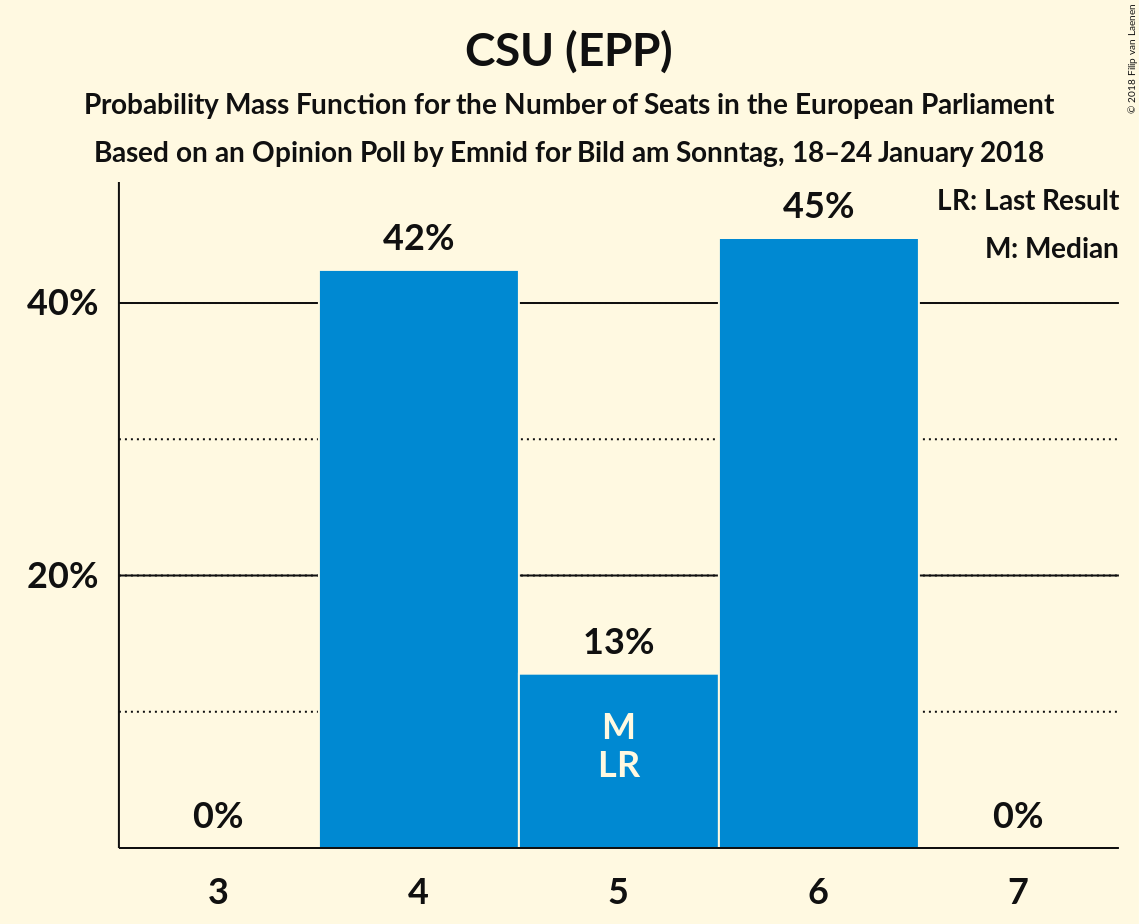 CSU (EPP)
Probability Mass Function for the Number of Seats in the European Parliament
Based on an Opinion Poll by Emnid for Bild am Sonntag, 18–24 January 2018
© 2018 Filip van Laenen
LR: Last Result
M: Median
45%
42%
40%
20%
13%
M
LR
0%
0%
3
4
5
6
7